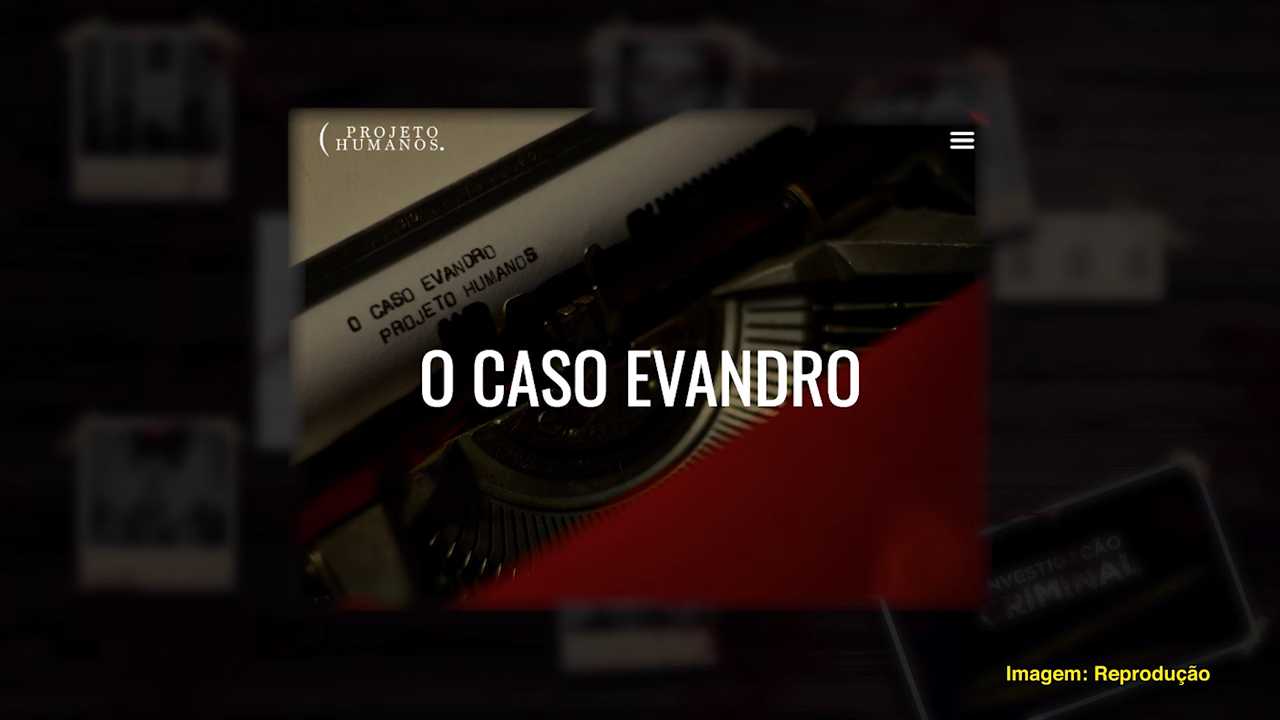 ( PROJETO
HUMANOS.
O CASO EVANDRO
PROJETO HUMANOS
O CASO EVANDRO
INVESTIGAÇÃO
CRIMINAL
Imagem: Reprodução